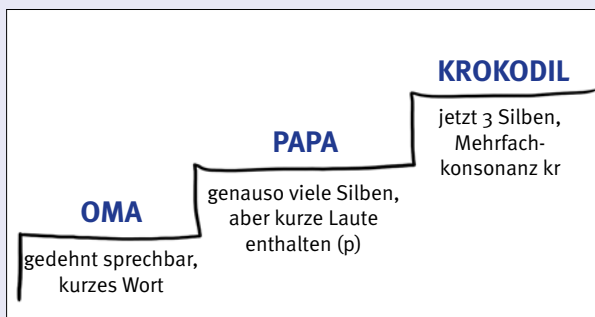 OMA
gedehnt sprechbar,
kurzes Wort
PAPA
genauso viele Silben,
aber kurze Laute
enthalten (p)
KROKODIL
jetzt 3 Silben,
Mehrfach-
konsonanz kr